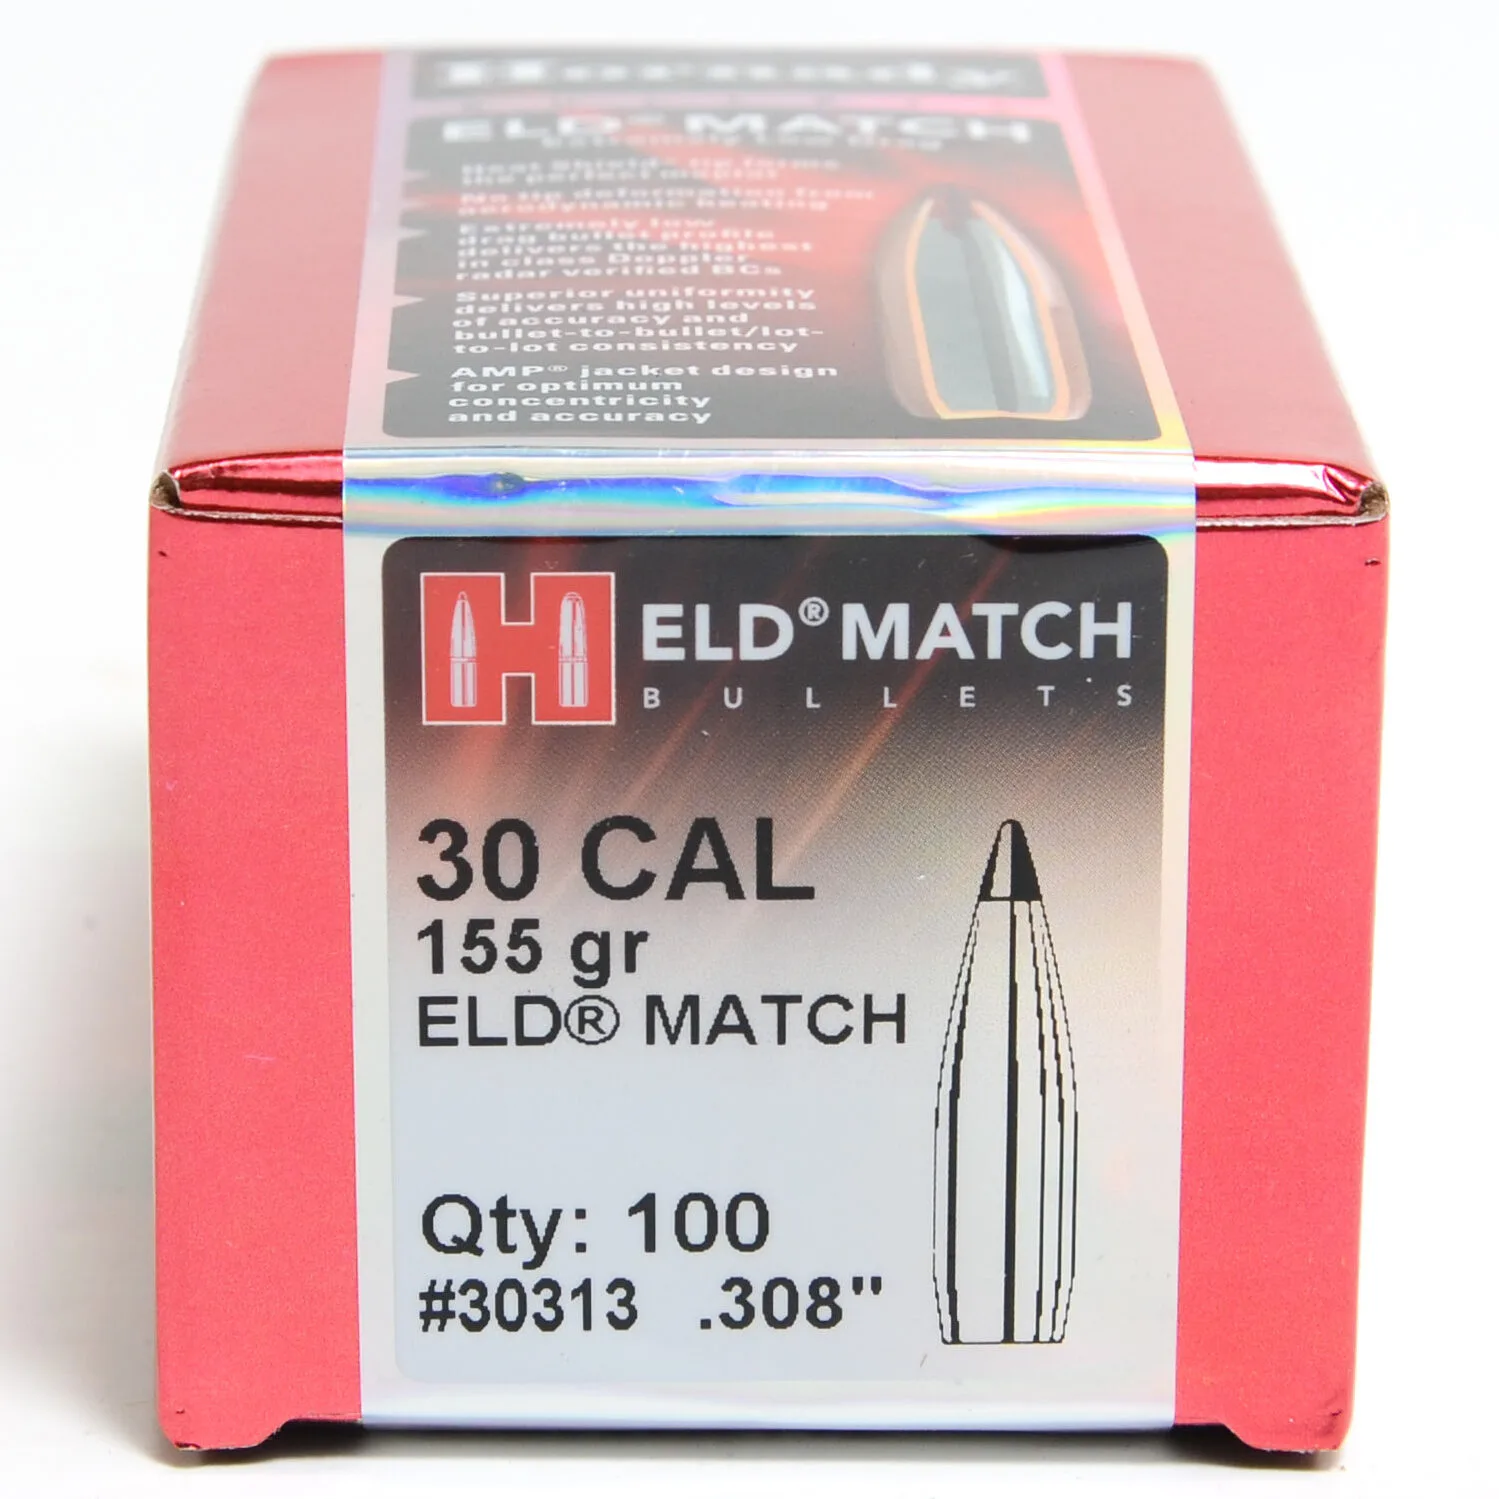 Hornady
ELD® MATCH
Extremely Low Drag
Heat Shield® tip forms
the perfect meplat
No tip deformation from
aerodynamic heating
Extremely low
drag bullet profile
delivers the highest
in class Doppler
radar verified BCs
Superior uniformity
delivers high levels
of accuracy and
bullet-to-bullet/lot-
to-lot consistency
AMP® jacket design
for optimum
concentricity
and accuracy
H ELD® MATCH
BULLETS
30 CAL
155 gr
ELD® MATCH
Qty: 100
#30313 .308"